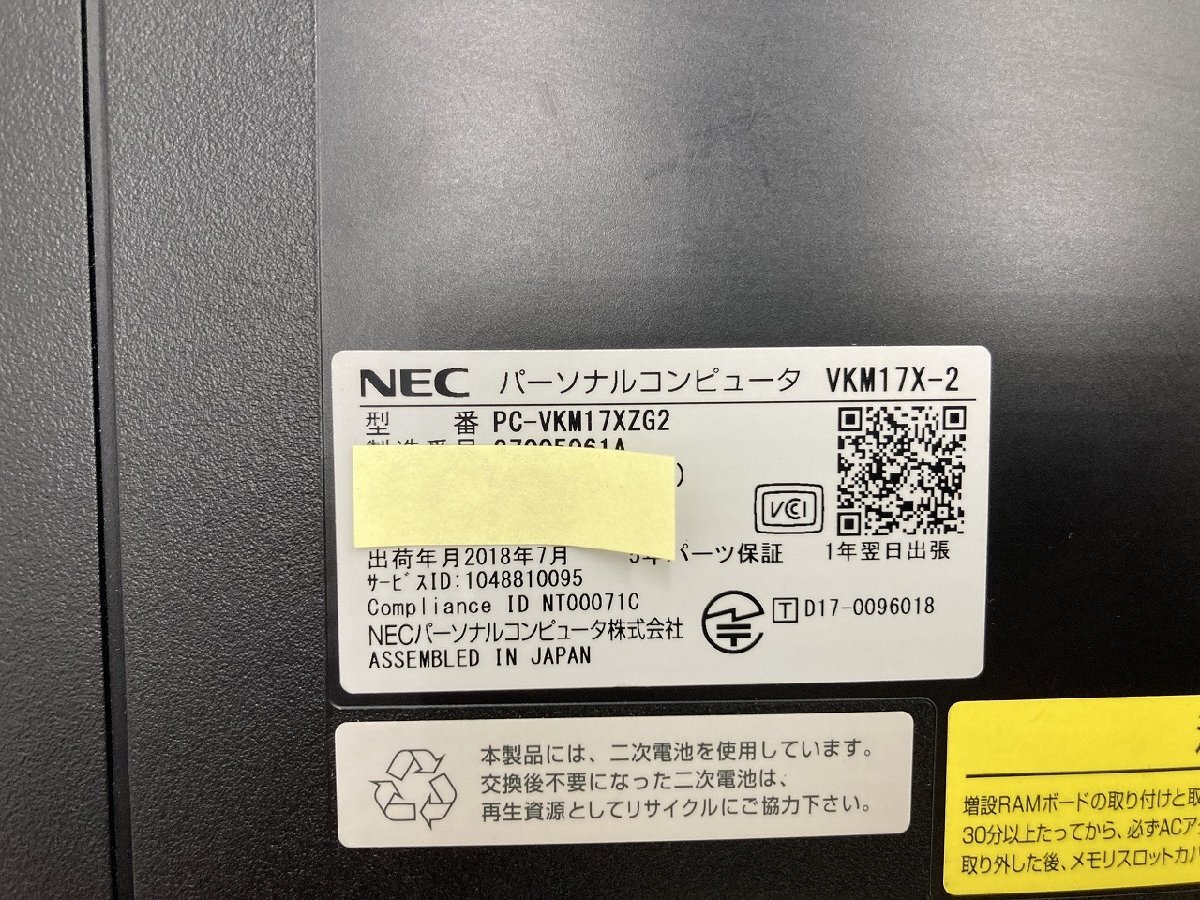 NEC パーソナルコンピュータ VKM17X-2
型 番 PC-VKM17XZG2
VCI
出荷年月2018年7月 パーツ保証 1年翌日出張
サービスID:1048810095
Compliance ID NT00071C
T D17-0096018
NECパーソナルコンピュータ株式会社
ASSEMBLED IN JAPAN
本製品には、二次電池を使用しています。
交換後不要になった二次電池は、
再生資源としてリサイクルにご協力下さい。
増設RAMボードの取り付けと取
30分以上たってから、必ずACア
取り外した後、メモリスロットカバ